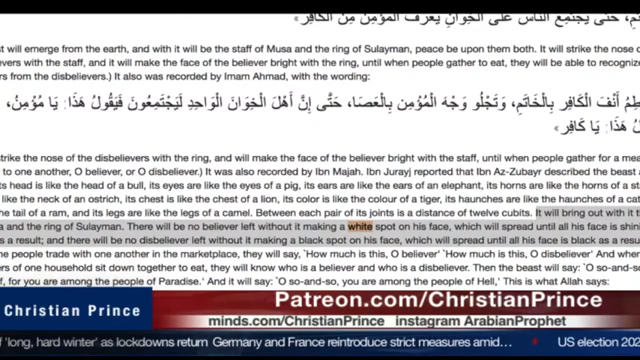 خَاتَمِ، حَتَّى يَجْتَمِعَ النَّاسُ عَلَى الْخِوَانِ يُعْرَفُ الْمُؤْمِنُ مِنَ الْكَافِرِ»
st will emerge from the earth, and with it will be the staff of Musa and the ring of Sulayman, peace be upon them both. It will strike the nose of
evers with the staff, and it will make the face of the believer bright with the ring, until when people gather to eat, they will be able to recogniz
ers from the disbelievers.) It also was recorded by Imam Ahmad, with the wording:
أَنْفَ الْكَافِرِ بِالْخَاتَمِ، وَتَجْلُو وَجْهَ الْمُؤْمِنِ بِالْعَصَا، حَتَّى إِنَّ أَهْلَ الْخِوَانِ الْوَاحِدِ لَيَجْتَمِعُونَ فَيَقُولُ هَذَا: يَا مُؤْمِنُ،
هَذَا: يَا كَافِر»
strike the nose of the disbelievers with the ring, and will make the face of the believer bright with the staff, until when people gather for a mea
to one another, O believer, or O disbeliever.) It was also recorded by Ibn Majah. Ibn Jurayj reported that Ibn Az-Zubayr described the beast a
ts head is like the head of a bull, its eyes are like the eyes of a pig, its ears are like the ears of an elephant, its horns are like the horns of a st
like the neck of an ostrich, its chest is like the chest of a lion, its color is like the colour of a tiger, its haunches are like the haunches of a cat
the tail of a ram, and its legs are like the legs of a camel. Between each pair of its joints is a distance of twelve cubits. It will bring out with it t
a and the ring of Sulayman. There will be no believer left without it making a white spot on his face, which will spread until all his face is shini
as a result; and there will be no disbeliever left without it making a black spot on his face, which will spread until all his face is black as a resu
the people trade with one another in the marketplace, they will say, `How much is this, O believer' `How much is this, O disbeliever' And when
ers of one household sit down together to eat, they will know who is a believer and who is a disbeliever. Then the beast will say: `O so-and-so
f, for you are among the people of Paradise.' And it will say: `O so-and-so, you are among the people of Hell,' This is what Allah says:
Christian Prince
Patreon.com/ChristianPrince
minds.com/ChristianPrince instagram ArabianProphet
f 'long, hard winter' as lockdowns return Germany and France reintroduce strict measures amid… US election 202